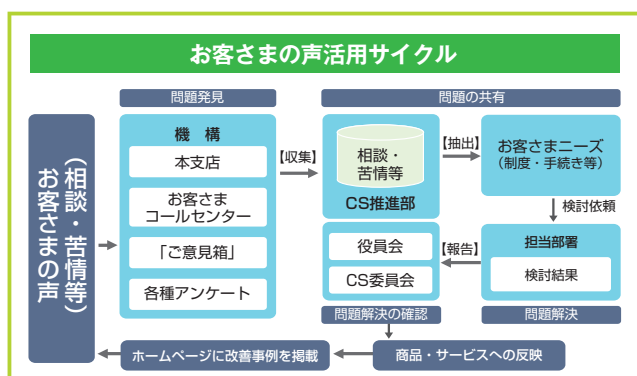 お客さまの声活用サイクル
問題発見
問題の共有
お客さまの声
(相談・苦情等)
機構
本支店
お客さま
コールセンター
「ご意見箱」
各種アンケート
【収集】
相談・
苦情等
CS推進部
【抽出】
お客さまニーズ
(制度・手続き等)
検討依頼
役員会
CS委員会
【報告】
担当部署
検討結果
問題解決の確認
問題解決
ホームページに改善事例を掲載
商品・サービスへの反映